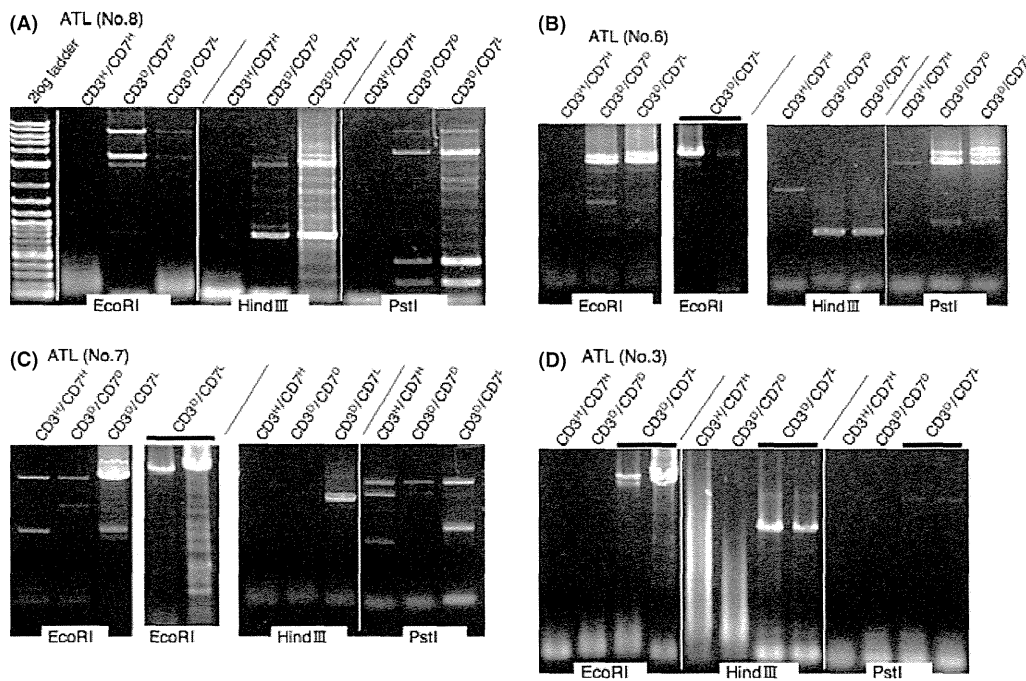 (A) ATL (No.8)
2log ladder
CD3ᴴ/CD7ᴴ
CD3ᴰ/CD7ᴰ
CD3ᴰ/CD7ᴸ
CD3ᴴ/CD7ᴴ
CD3ᴰ/CD7ᴰ
CD3ᴰ/CD7ᴸ
CD3ᴴ/CD7ᴴ
CD3ᴰ/CD7ᴰ
CD3ᴰ/CD7ᴸ
EcoRI
HindⅢ
PstI
(B) ATL (No.6)
CD3ᴴ/CD7ᴴ
CD3ᴰ/CD7ᴰ
CD3ᴰ/CD7ᴸ
CD3ᴰ/CD7ᴸ
CD3ᴴ/CD7ᴴ
CD3ᴰ/CD7ᴰ
CD3ᴰ/CD7ᴸ
CD3ᴴ/CD7ᴴ
CD3ᴰ/CD7ᴰ
CD3ᴰ/CD7ᴸ
EcoRI
EcoRI
HindⅢ
PstI
(C) ATL (No.7)
CD3ᴴ/CD7ᴴ
CD3ᴰ/CD7ᴰ
CD3ᴰ/CD7ᴸ
CD3ᴰ/CD7ᴸ
CD3ᴴ/CD7ᴴ
CD3ᴰ/CD7ᴰ
CD3ᴰ/CD7ᴸ
CD3ᴴ/CD7ᴴ
CD3ᴰ/CD7ᴰ
CD3ᴰ/CD7ᴸ
EcoRI
EcoRI
HindⅢ
PstI
(D) ATL (No.3)
CD3ᴴ/CD7ᴴ
CD3ᴰ/CD7ᴰ
CD3ᴰ/CD7ᴸ
CD3ᴴ/CD7ᴴ
CD3ᴰ/CD7ᴰ
CD3ᴰ/CD7ᴸ
CD3ᴴ/CD7ᴴ
CD3ᴰ/CD7ᴰ
CD3ᴰ/CD7ᴸ
EcoRI
HindⅢ
PstI